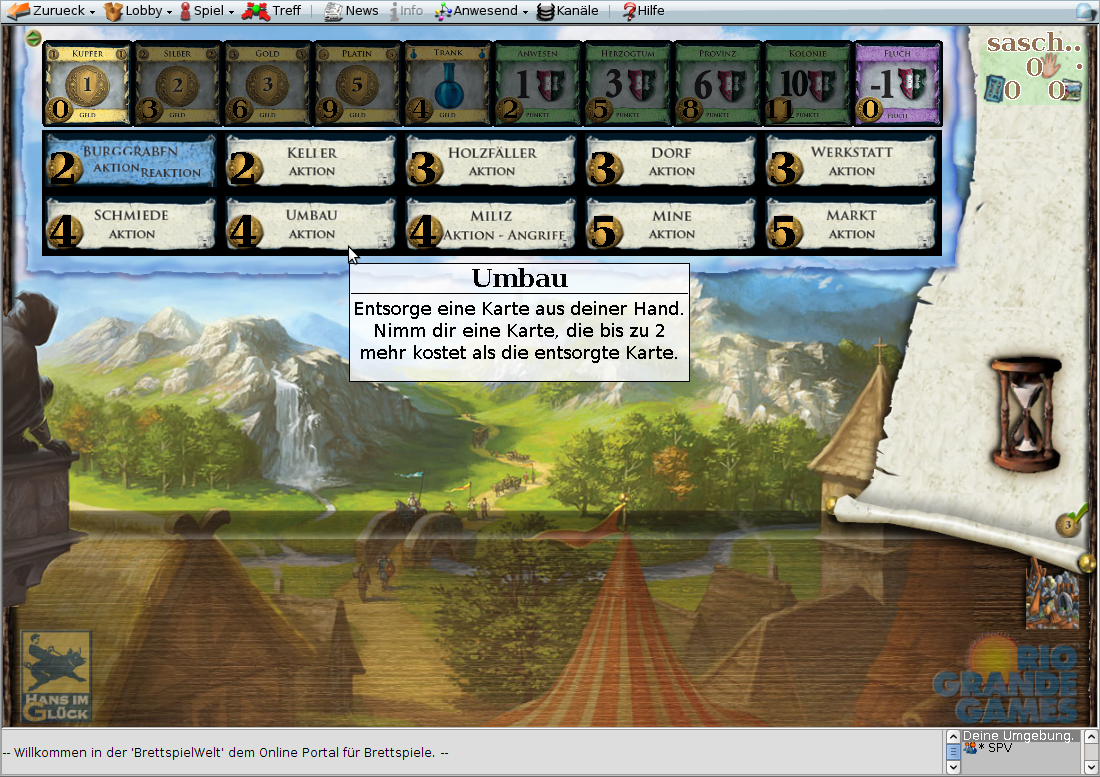 Zurueck Lobby Spiel Treff News Info Anwesend Kanäle Hilfe
KUPFER SILBER GOLD PLATIN TRANK ANWESEN HERZOGTUM PROVINZ KOLONIE FLUCH
1 2 3 5 1 3 6 10 -1
0 3 6 9 4 2 5 8 11 0
GELD GELD GELD GELD GELD PUNKTE PUNKTE PUNKTE PUNKTE FLUCH
sasch..
0
0 0
2 BURGGRABEN AKTION REAKTION
2 KELLER AKTION
3 HOLZFÄLLER AKTION
3 DORF AKTION
3 WERKSTATT AKTION
4 SCHMIEDE AKTION
4 UMBAU AKTION
4 MILIZ AKTION - ANGRIFF
5 MINE AKTION
5 MARKT AKTION
Umbau
Entsorge eine Karte aus deiner Hand.
Nimm dir eine Karte, die bis zu 2
mehr kostet als die entsorgte Karte.
3
HANS IM
GLÜCK
RIO
GRANDE
GAMES
-- Willkommen in der 'BrettspielWelt' dem Online Portal für Brettspiele. --
Deine Umgebung.
* SPV